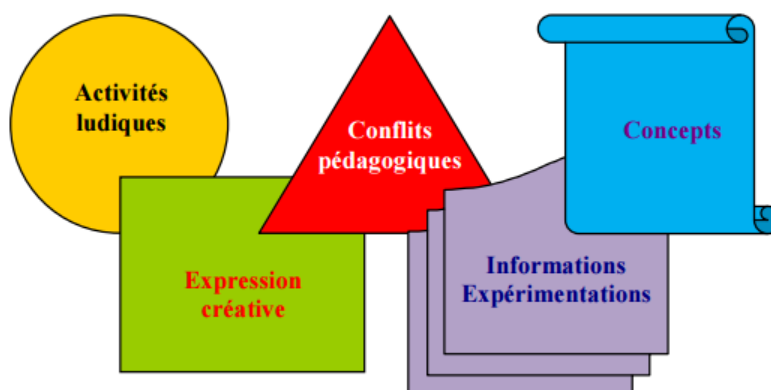 Activités
ludiques
Conflits
pédagogiques
Concepts
Expression
créative
Informations
Expérimentations